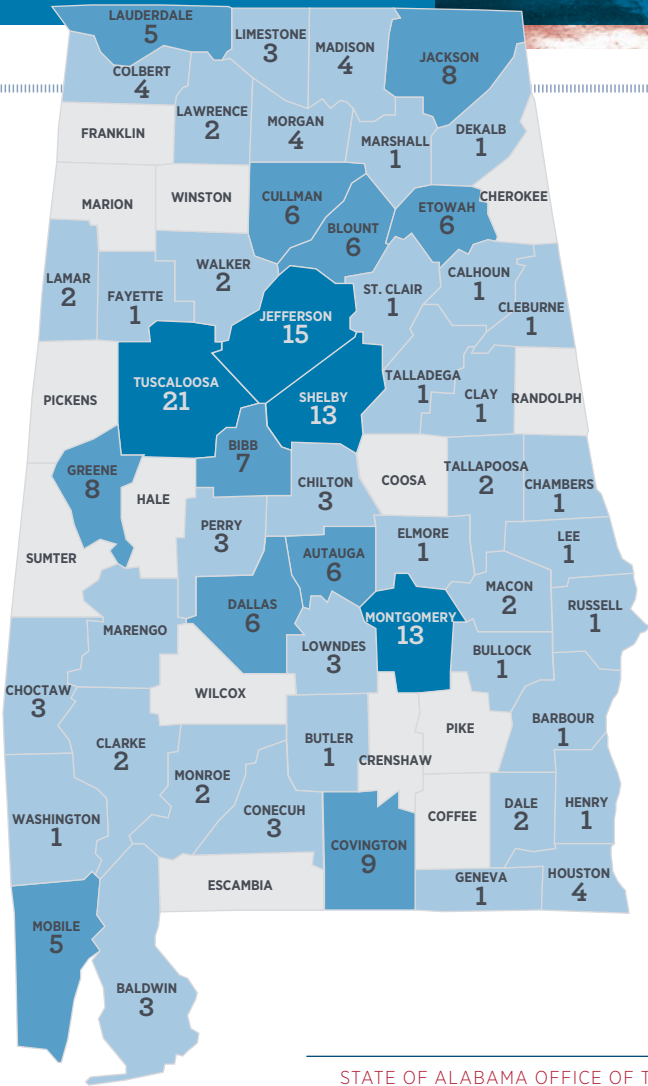 LAUDERDALE
5
LIMESTONE
3
MADISON
4
JACKSON
8
COLBERT
4
FRANKLIN
LAWRENCE
2
MORGAN
4
MARSHALL
1
DEKALB
1
MARION
WINSTON
CULLMAN
6
BLOUNT
6
ETOWAH
6
CHEROKEE
LAMAR
2
FAYETTE
1
WALKER
2
JEFFERSON
15
ST. CLAIR
1
CALHOUN
1
CLEBURNE
1
PICKENS
TUSCALOOSA
21
SHELBY
13
TALLADEGA
1
CLAY
1
RANDOLPH
GREENE
8
HALE
BIBB
7
CHILTON
3
COOSA
TALLAPOOSA
2
CHAMBERS
1
SUMTER
PERRY
3
AUTAUGA
6
ELMORE
1
LEE
1
MARENGO
DALLAS
6
LOWNDES
3
MONTGOMERY
13
MACON
2
RUSSELL
1
BULLOCK
1
CHOCTAW
3
WILCOX
CLARKE
2
BUTLER
1
CRENSHAW
PIKE
BARBOUR
1
WASHINGTON
1
MONROE
2
CONECUH
3
COVINGTON
9
COFFEE
DALE
2
HENRY
1
ESCAMBIA
GENEVA
1
HOUSTON
4
MOBILE
5
BALDWIN
3
STATE OF ALABAMA OFFICE OF T